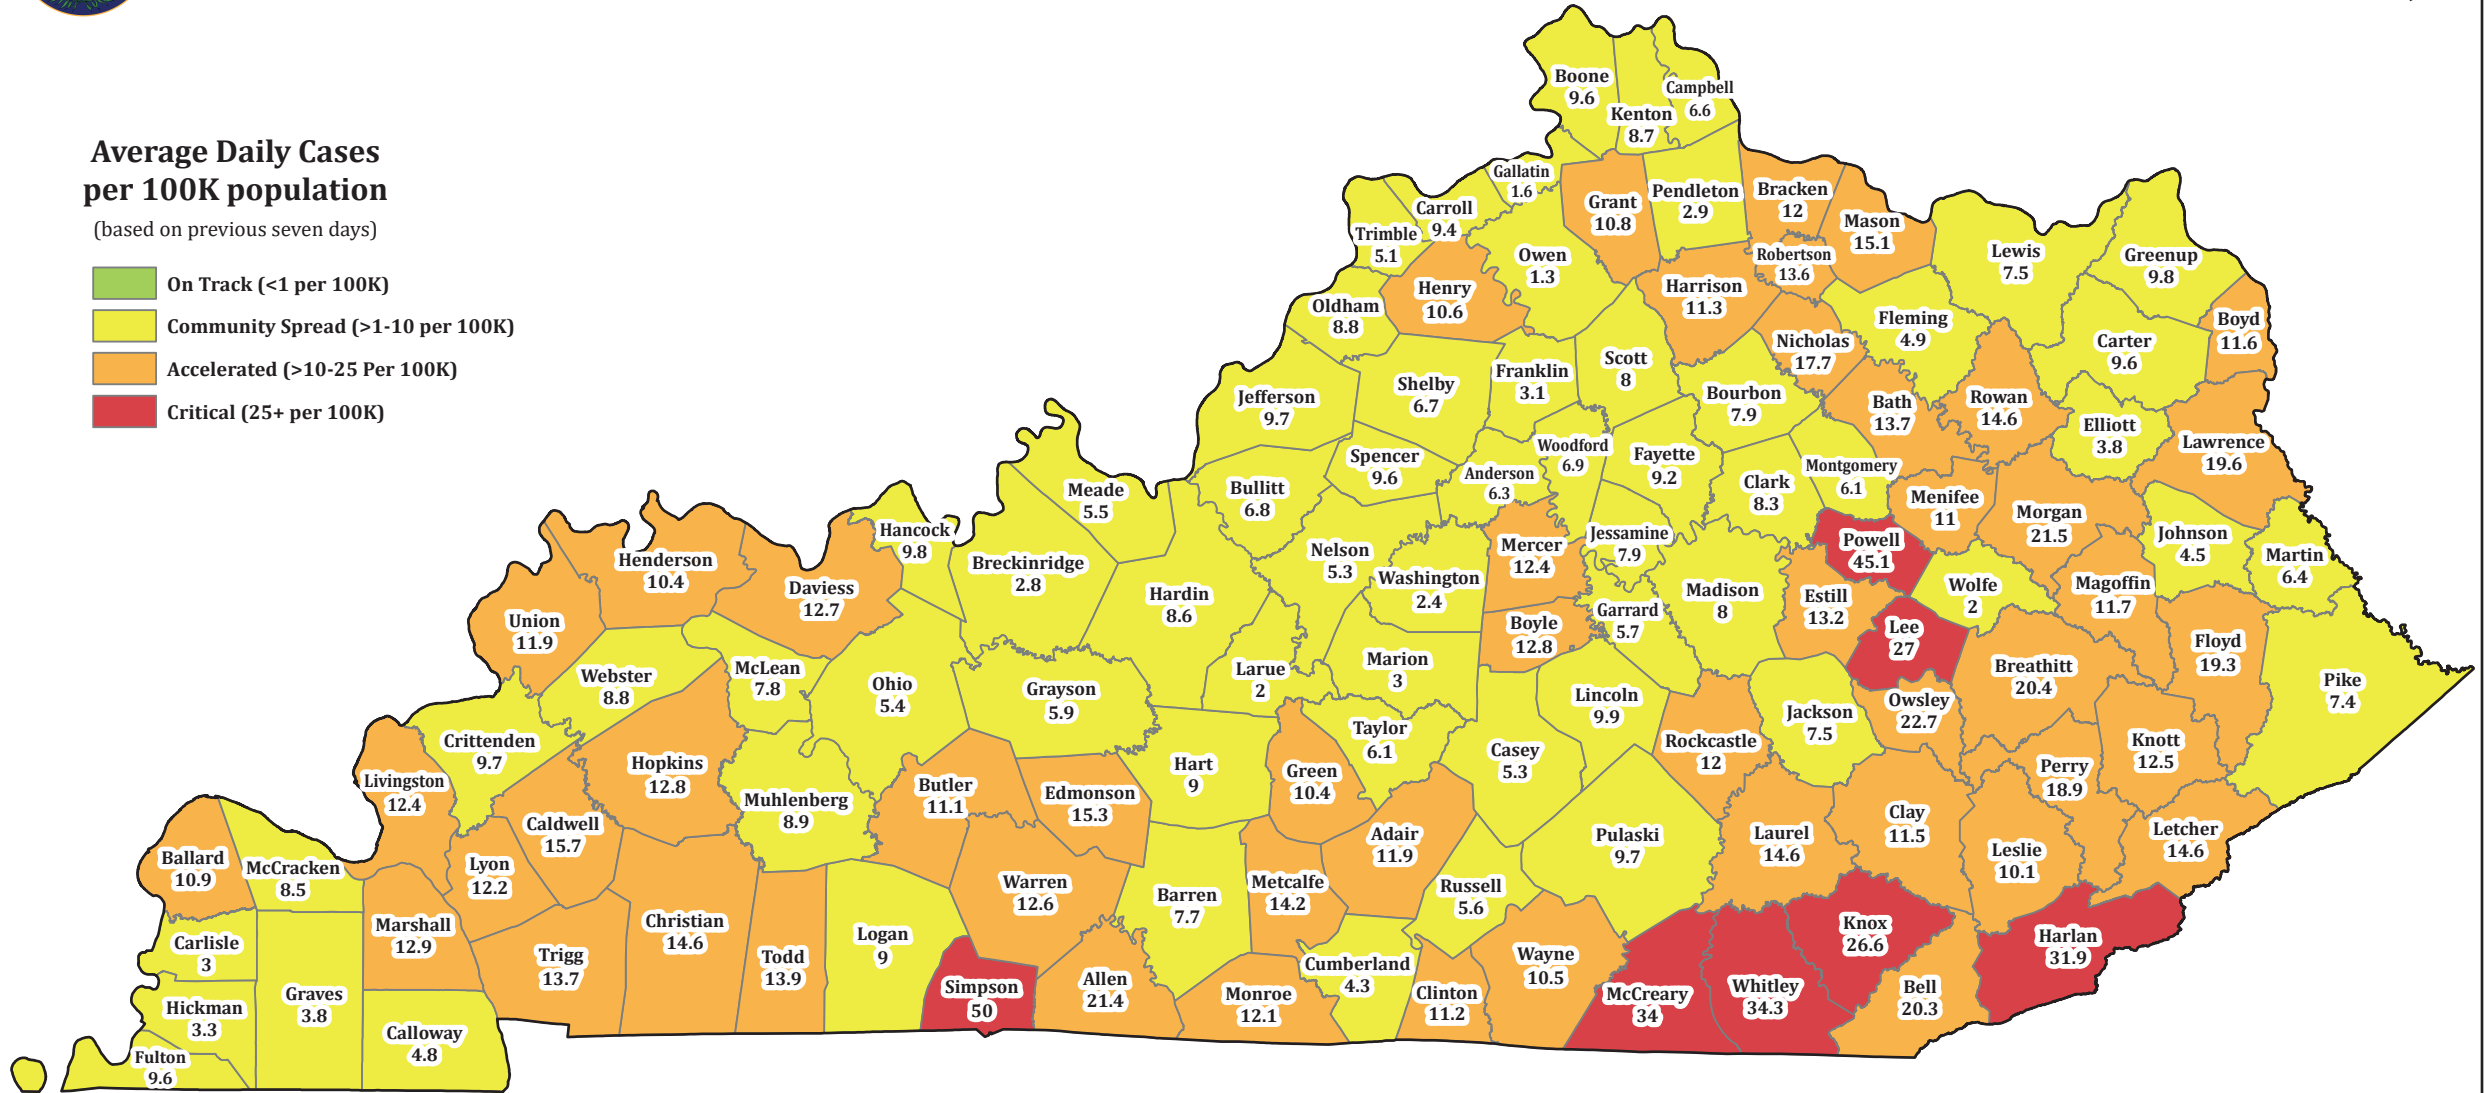 Average Daily Cases
per 100K population
(based on previous seven days)
On Track (<1 per 100K)
Community Spread (>1-10 per 100K)
Accelerated (>10-25 Per 100K)
Critical (25+ per 100K)
Boone
9.6
Kenton
8.7
Campbell
6.6
Gallatin
1.6
Carroll
9.4
Trimble
5.1
Owen
1.3
Grant
10.8
Pendleton
2.9
Bracken
12
Mason
15.1
Robertson
13.6
Lewis
7.5
Greenup
9.8
Boyd
11.6
Carter
9.6
Fleming
4.9
Harrison
11.3
Nicholas
17.7
Henry
10.6
Oldham
8.8
Jefferson
9.7
Shelby
6.7
Franklin
3.1
Scott
8
Bourbon
7.9
Bath
13.7
Rowan
14.6
Elliott
3.8
Lawrence
19.6
Spencer
9.6
Anderson
6.3
Woodford
6.9
Fayette
9.2
Clark
8.3
Montgomery
6.1
Menifee
11
Morgan
21.5
Johnson
4.5
Martin
6.4
Meade
5.5
Bullitt
6.8
Hancock
9.8
Breckinridge
2.8
Hardin
8.6
Nelson
5.3
Washington
2.4
Mercer
12.4
Jessamine
7.9
Madison
8
Powell
45.1
Estill
13.2
Wolfe
2
Magoffin
11.7
Floyd
19.3
Pike
7.4
Henderson
10.4
Daviess
12.7
Union
11.9
Webster
8.8
McLean
7.8
Ohio
5.4
Grayson
5.9
Larue
2
Marion
3
Boyle
12.8
Garrard
5.7
Lincoln
9.9
Lee
27
Owsley
22.7
Breathitt
20.4
Knott
12.5
Perry
18.9
Jackson
7.5
Rockcastle
12
Casey
5.3
Taylor
6.1
Green
10.4
Hart
9
Edmonson
15.3
Butler
11.1
Muhlenberg
8.9
Hopkins
12.8
Crittenden
9.7
Livingston
12.4
Caldwell
15.7
Lyon
12.2
Ballard
10.9
McCracken
8.5
Marshall
12.9
Carlisle
3
Hickman
3.3
Fulton
9.6
Graves
3.8
Calloway
4.8
Trigg
13.7
Christian
14.6
Todd
13.9
Logan
9
Simpson
50
Warren
12.6
Allen
21.4
Barren
7.7
Metcalfe
14.2
Monroe
12.1
Adair
11.9
Cumberland
4.3
Russell
5.6
Clinton
11.2
Wayne
10.5
Pulaski
9.7
Laurel
14.6
Clay
11.5
Leslie
10.1
Letcher
14.6
McCreary
34
Whitley
34.3
Knox
26.6
Bell
20.3
Harlan
31.9